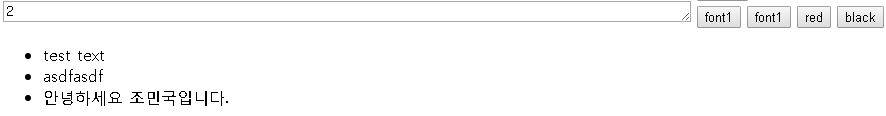 2 font1 font1 red black
test text
asdfasdf
안녕하세요 조민국입니다.